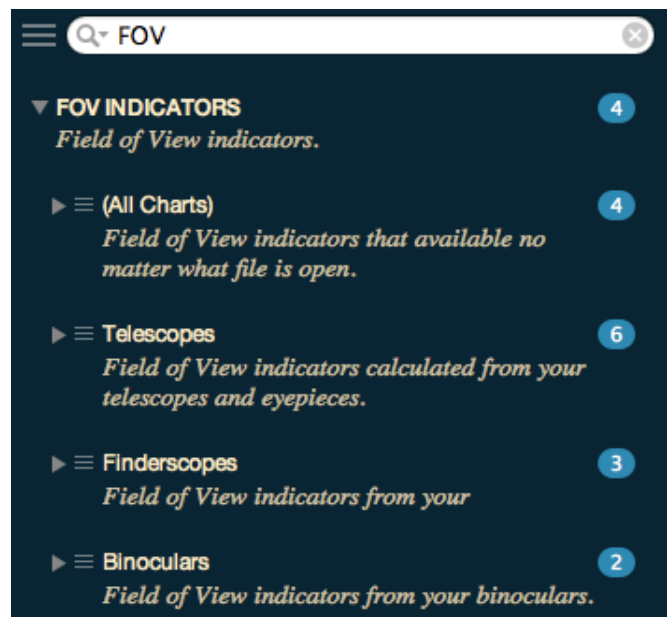 FOV
FOV INDICATORS 4
Field of View indicators.
(All Charts) 4
Field of View indicators that available no
matter what file is open.
Telescopes 6
Field of View indicators calculated from your
telescopes and eyepieces.
Finderscopes 3
Field of View indicators from your
Binoculars 2
Field of View indicators from your binoculars.